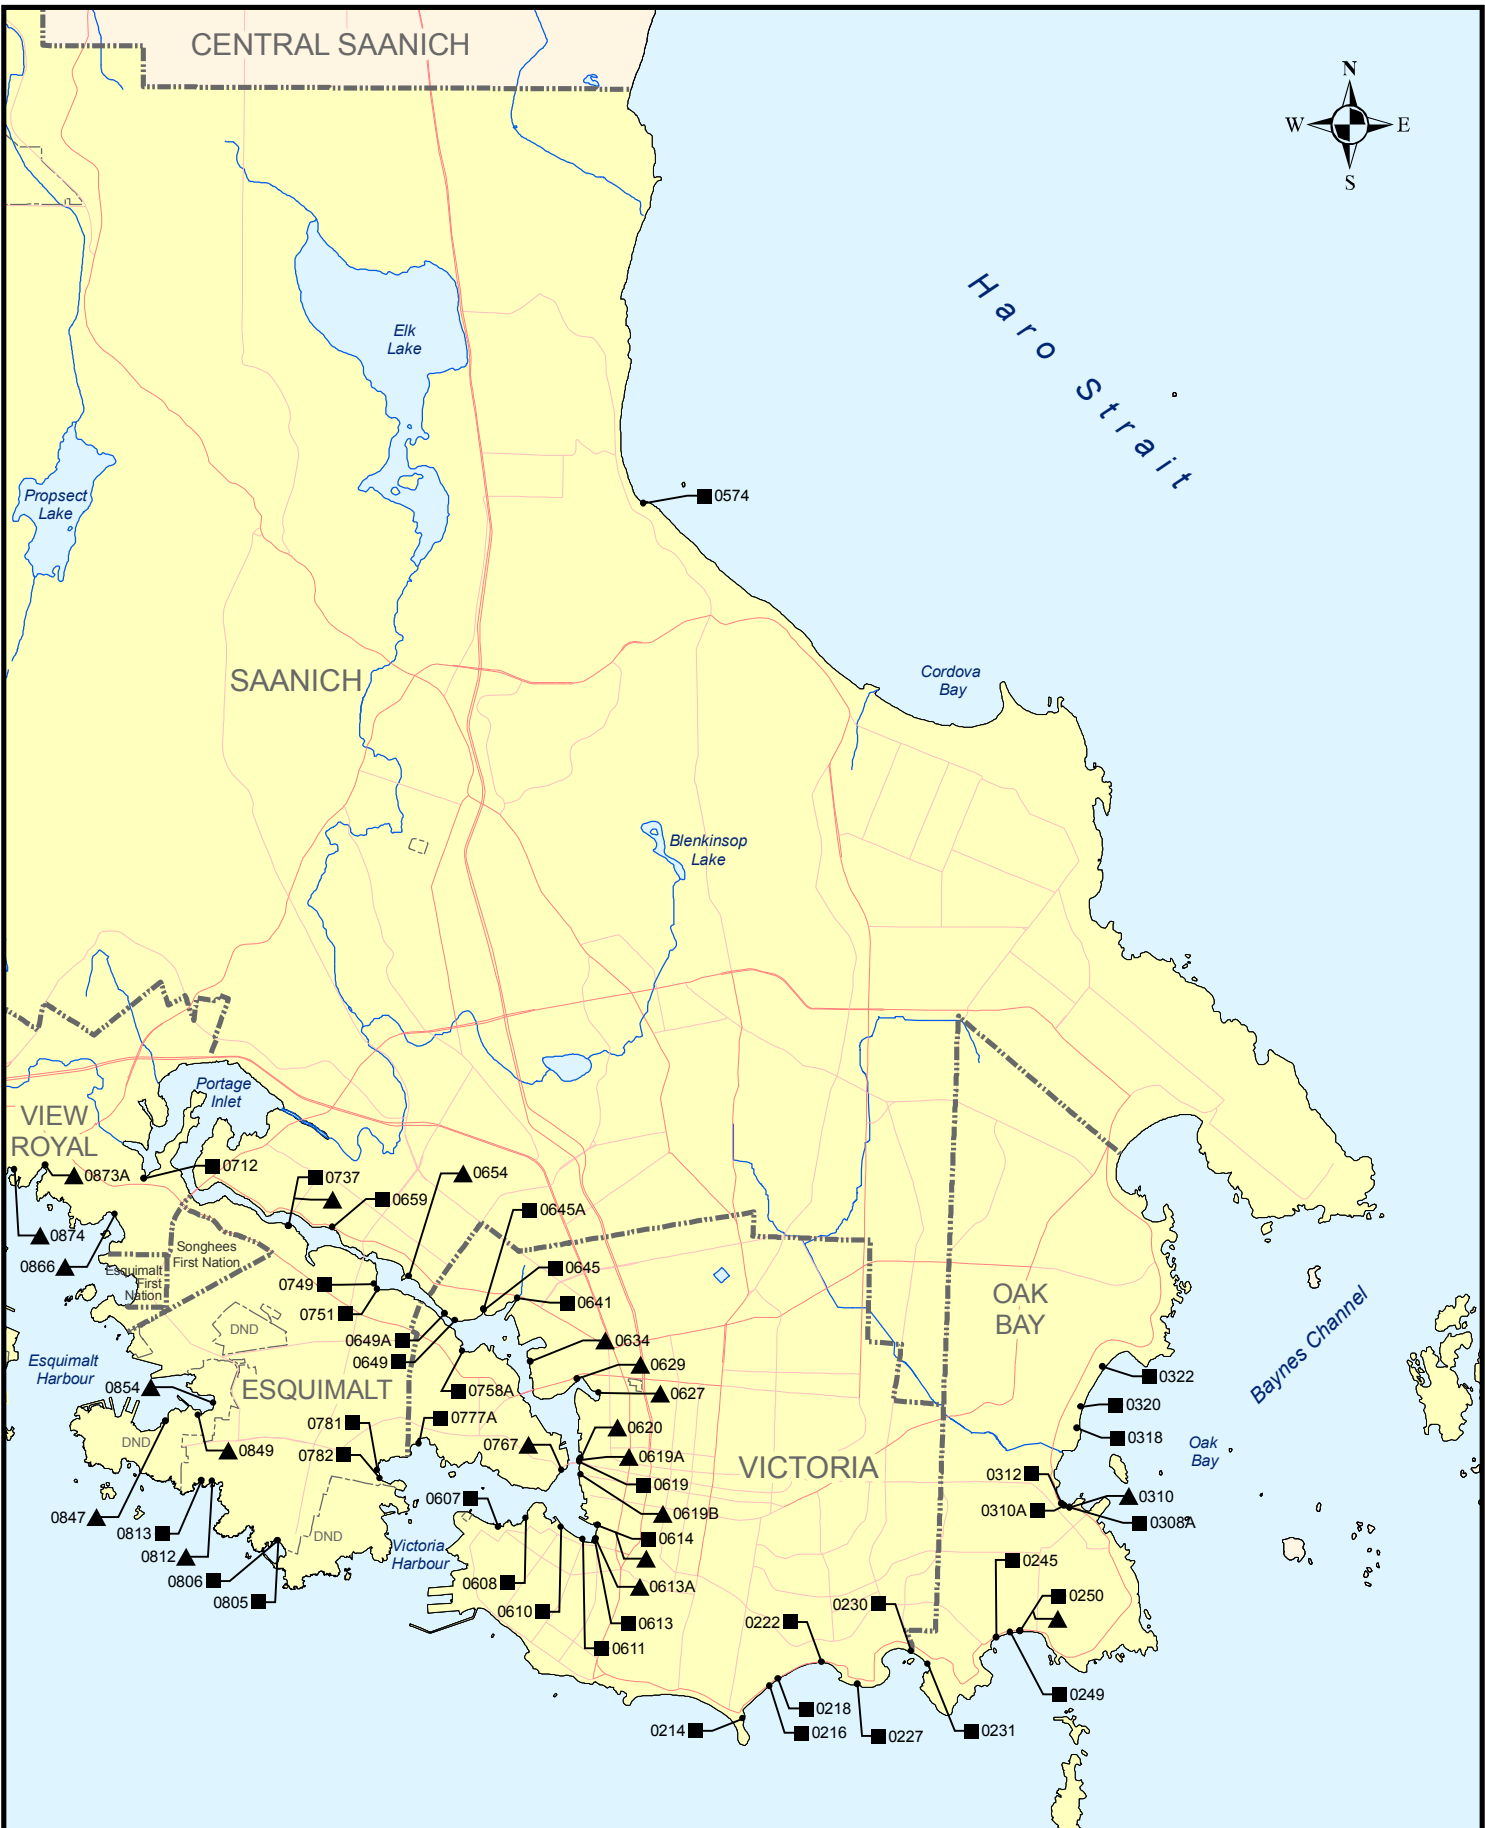 CENTRAL SAANICH
N
W
E
S
Haro Strait
Elk
Lake
Propsect
Lake
0574
SAANICH
Cordova
Bay
Blenkinsop
Lake
Portage
Inlet
VIEW
ROYAL
0873A
0712
0737
0659
0654
0645A
0874
0866
Songhees
First Nation
Esquimalt
First
Nation
0749
0751
0645
0641
DND
0649A
0649
0634
0629
0627
OAK
BAY
Baynes Channel
Esquimalt
Harbour
0854
ESQUIMALT
0758A
0322
0320
0318
0781
0777A
DND
0849
0782
0767
0620
0619A
0619
0619B
VICTORIA
Oak
Bay
0312
0310
0310A
0308A
0847
0813
0812
0806
0805
DND
0607
Victoria
Harbour
0614
0608
0613A
0610
0613
0611
0245
0250
0230
0222
0249
0218
0214
0216
0227
0231